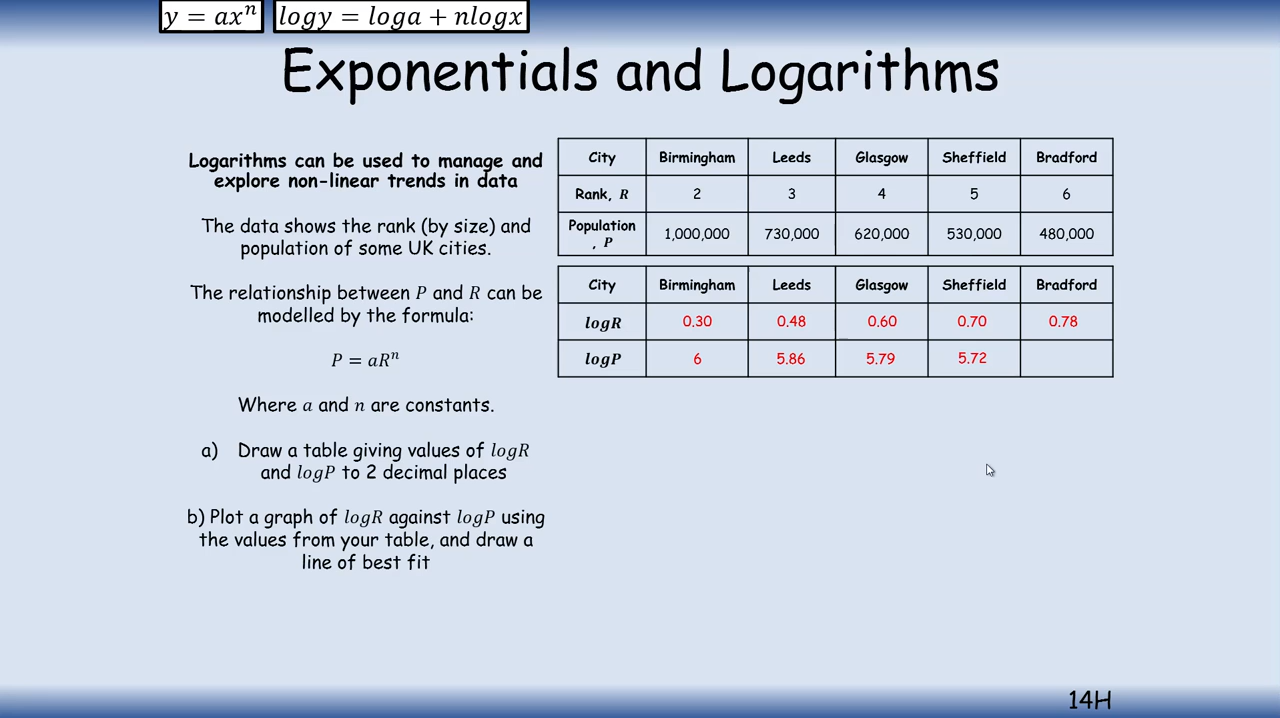 y = axⁿ logy = loga + nlogx
Exponentials and Logarithms
Logarithms can be used to manage and
explore non-linear trends in data
The data shows the rank (by size) and
population of some UK cities.
The relationship between P and R can be
modelled by the formula:
P = aRⁿ
Where a and n are constants.
a) Draw a table giving values of logR
and logP to 2 decimal places
b) Plot a graph of logR against logP using
the values from your table, and draw a
line of best fit
City Birmingham Leeds Glasgow Sheffield Bradford
Rank, R 2 3 4 5 6
Population
, P 1,000,000 730,000 620,000 530,000 480,000
City Birmingham Leeds Glasgow Sheffield Bradford
logR 0.30 0.48 0.60 0.70 0.78
logP 6 5.86 5.79 5.72
14H